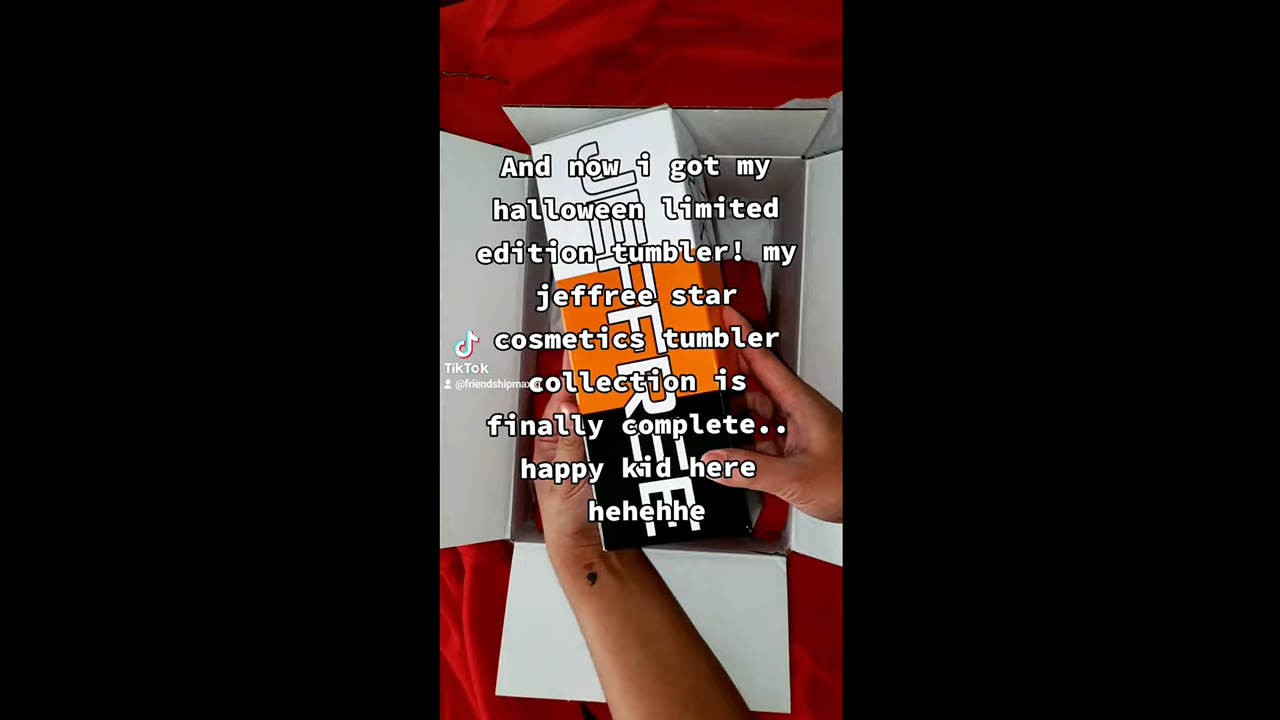 And now i got my
halloween limited
edition tumbler! my
jeffree star
cosmetics tumbler
collection is
finally complete..
happy kid here
hehehhe
JEFFREE
TikTok